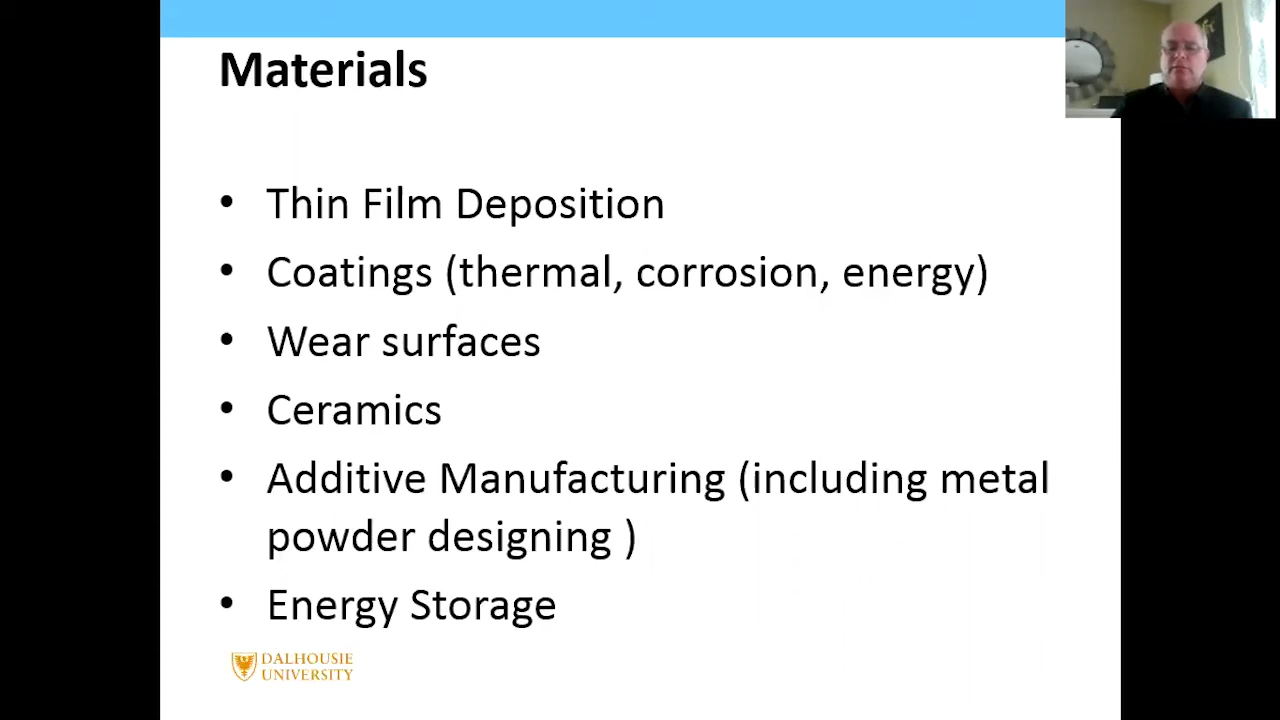 Materials
• Thin Film Deposition
• Coatings (thermal, corrosion, energy)
• Wear surfaces
• Ceramics
• Additive Manufacturing (including metal
powder designing )
• Energy Storage
DALHOUSIE
UNIVERSITY